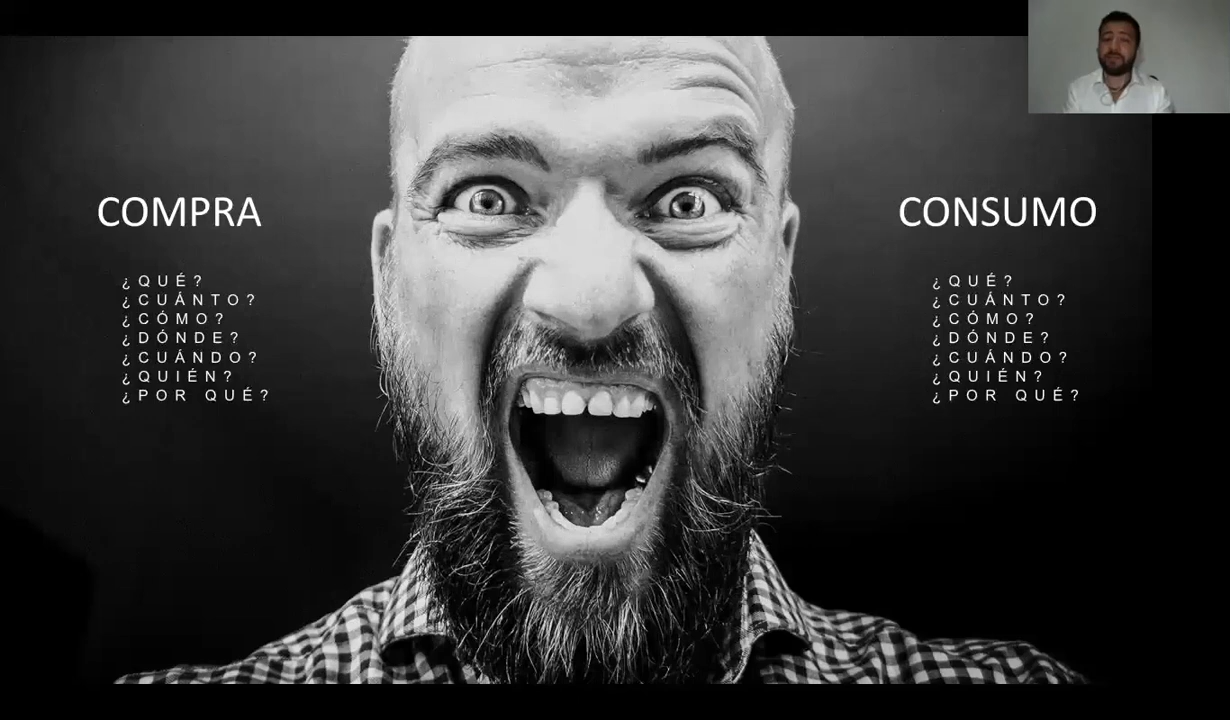 COMPRA
¿QUÉ?
¿CUÁNTO?
¿CÓMO?
¿DÓNDE?
¿CUÁNDO?
¿QUIÉN?
¿POR QUÉ?
CONSUMO
¿QUÉ?
¿CUÁNTO?
¿CÓMO?
¿DÓNDE?
¿CUÁNDO?
¿QUIÉN?
¿POR QUÉ?